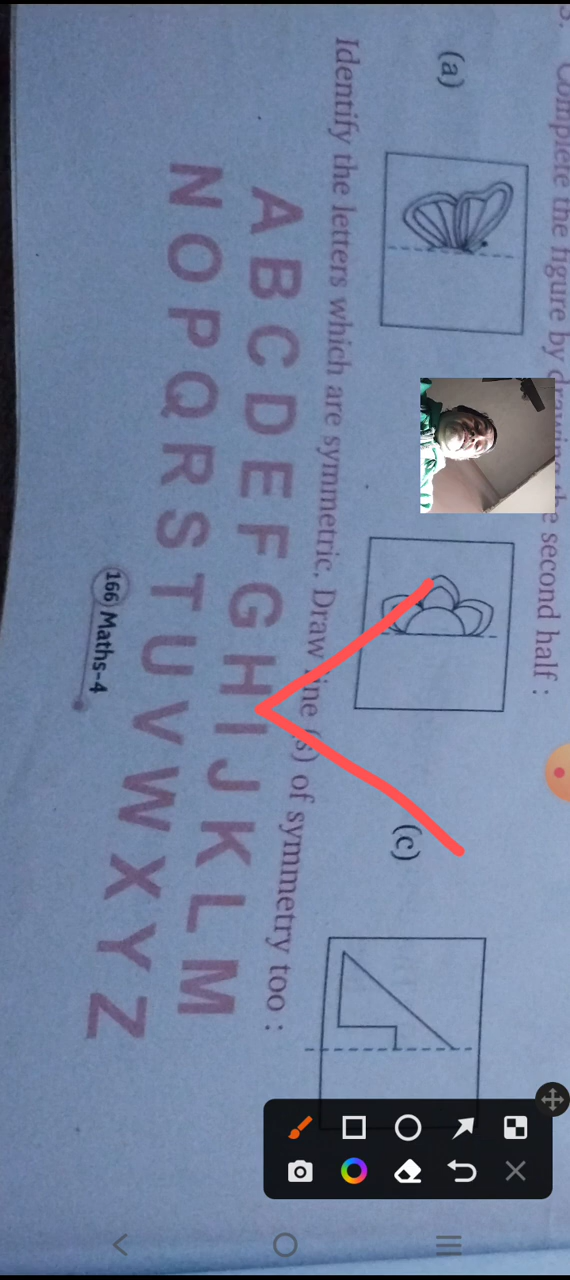 3. Complete the figure by drawing the second half :
(a)
(c)
Identify the letters which are symmetric. Draw line (s) of symmetry too :
A B C D E F G H I J K L M
N O P Q R S T U V W X Y Z
166 Maths-4